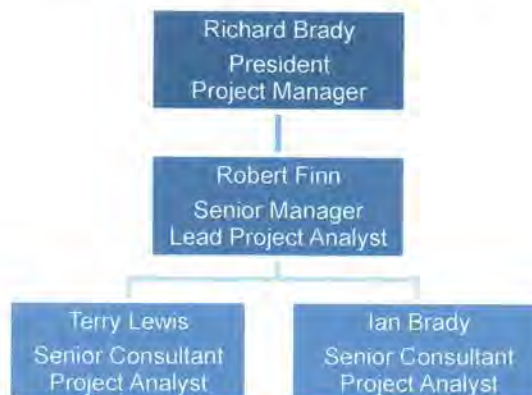 Richard Brady
President
Project Manager
Robert Finn
Senior Manager
Lead Project Analyst
Terry Lewis
Senior Consultant
Project Analyst
Ian Brady
Senior Consultant
Project Analyst